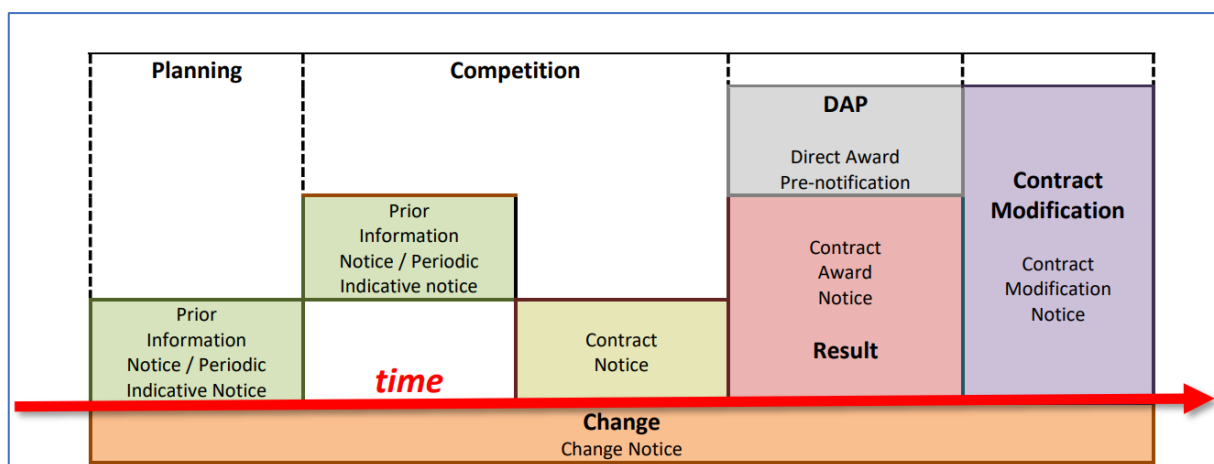 Planning
Competition
DAP
Direct Award
Pre-notification
Contract
Modification
Contract
Modification
Notice
Prior
Information
Notice / Periodic
Indicative notice
Contract
Award
Notice
Result
Prior
Information
Notice / Periodic
Indicative Notice
time
Contract
Notice
Change
Change Notice